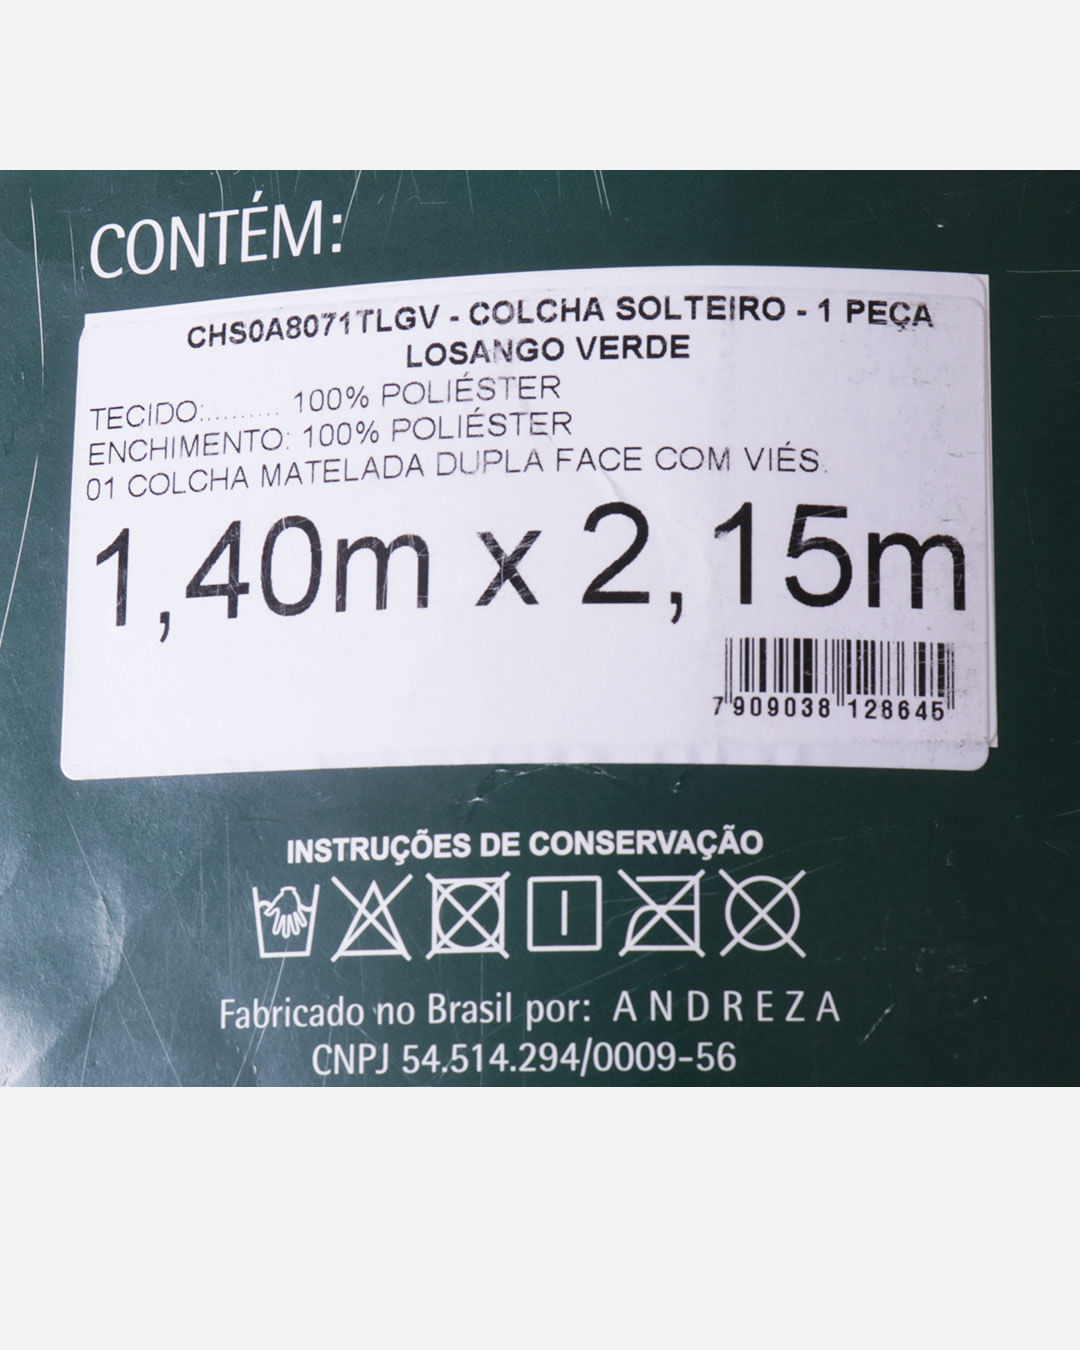 CONTÉM:
CHS0A8071TLGV - COLCHA SOLTEIRO - 1 PEÇA
LOSANGO VERDE
TECIDO:......... 100% POLIÉSTER
ENCHIMENTO: 100% POLIÉSTER
01 COLCHA MATELADA DUPLA FACE COM VIÉS.
1,40m x 2,15m
7 909038 128645
INSTRUÇÕES DE CONSERVAÇÃO
Fabricado no Brasil por: ANDREZA
CNPJ 54.514.294/0009-56